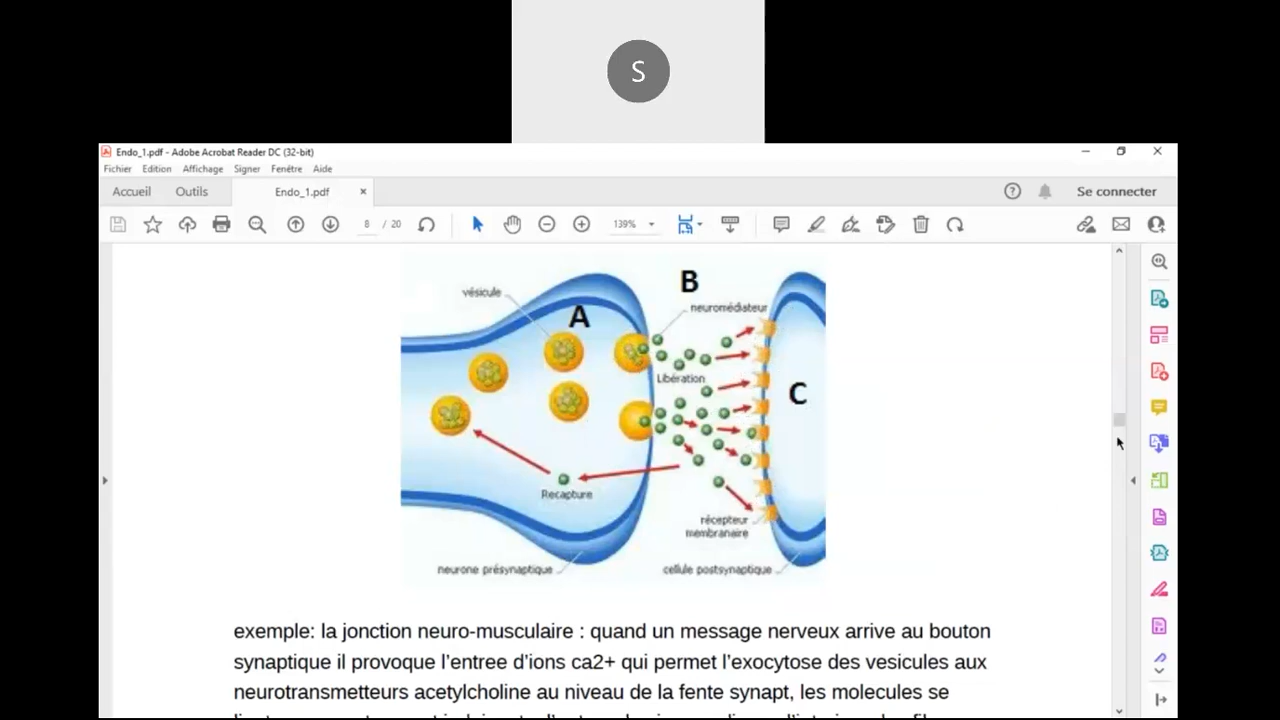 S
Endo_1.pdf - Adobe Acrobat Reader DC (32-bit)
Fichier Edition Affichage Signer Fenêtre Aide
Accueil Outils Endo_1.pdf × Se connecter
8 / 20 139%
B
vésicule
neuromédiateur
A
Libération
C
Recapture
récepteur
membranaire
neurone présynaptique cellule postsynaptique
exemple: la jonction neuro-musculaire : quand un message nerveux arrive au bouton
synaptique il provoque l'entree d'ions ca2+ qui permet l'exocytose des vesicules aux
neurotransmetteurs acetylcholine au niveau de la fente synapt, les molecules se